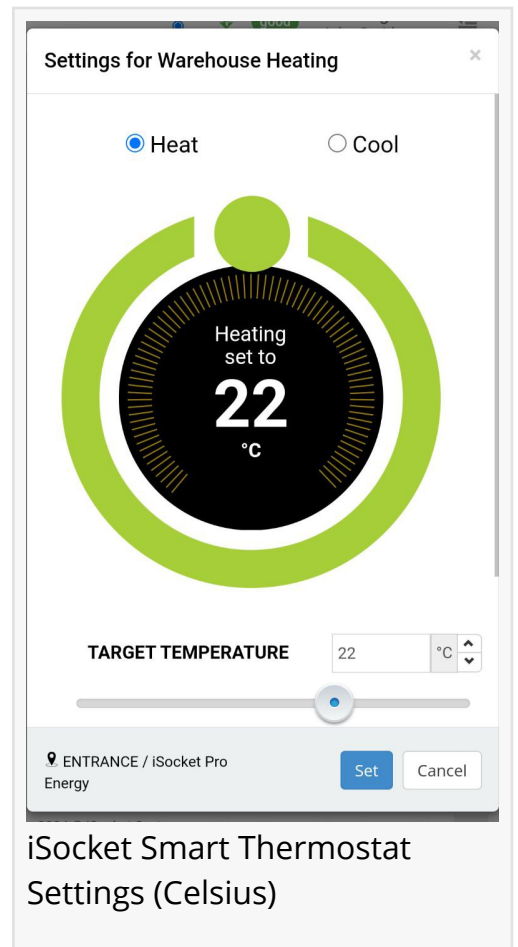 good
Settings for Warehouse Heating ×
Heat Cool
Heating
set to
22
°C
TARGET TEMPERATURE 22 °C
ENTRANCE / iSocket Pro
Energy
Set Cancel
iSocket Smart Thermostat
Settings (Celsius)